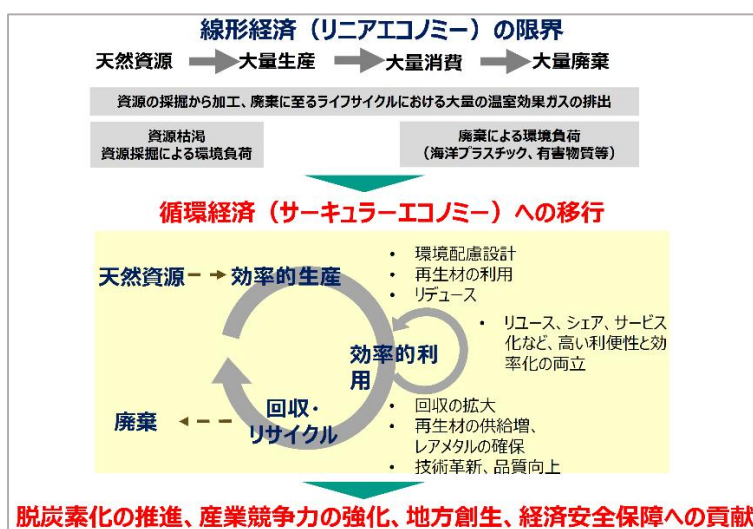 線形経済（リニアエコノミー）の限界
天然資源 大量生産 大量消費 大量廃棄
資源の採掘から加工、廃棄に至るライフサイクルにおける大量の温室効果ガスの排出
資源枯渇
資源採掘による環境負荷
廃棄による環境負荷
（海洋プラスチック、有害物質等）
循環経済（サーキュラーエコノミー）への移行
天然資源 効率的生産
• 環境配慮設計
• 再生材の利用
• リデュース
効率的利
用
• リユース、シェア、サービス
化など、高い利便性と効
率化の両立
回収・
リサイクル
廃棄
• 回収の拡大
• 再生材の供給増、
レアメタルの確保
• 技術革新、品質向上
脱炭素化の推進、産業競争力の強化、地方創生、経済安全保障への貢献